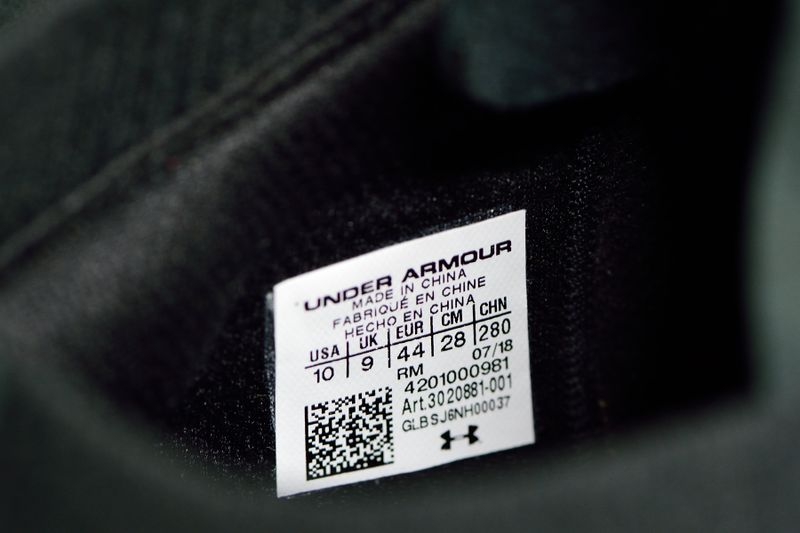 UNDER ARMOUR
MADE IN CHINA
FABRIQUÉ EN CHINE
HECHO EN CHINA
USA UK EUR CM CHN
10 9 44 28 280
RM 07/18
4201000981
Art.3020881-001
GLBSJ6NH00037